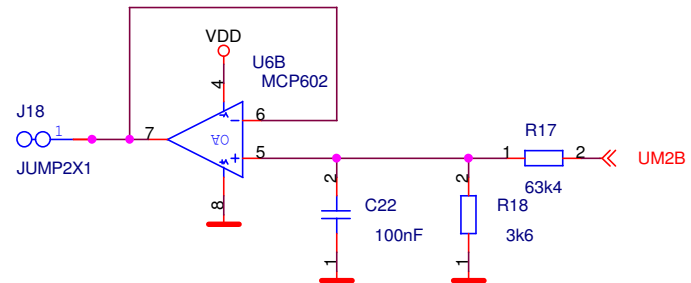 VDD
U6B
MCP602
4
J18
1
7
6
OA
5
R17
1
2
UM2B
JUMP2X1
63k4
8
2
C22
100nF
1
2
R18
3k6
1